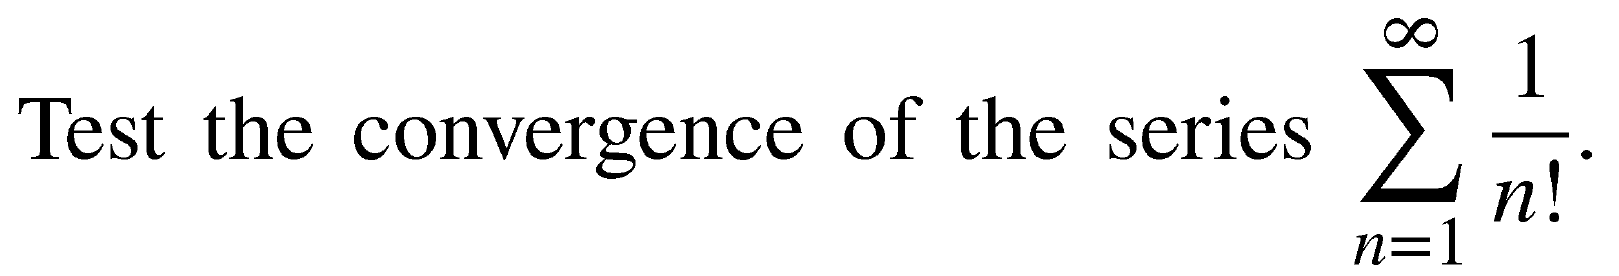 Test the convergence of the series $\sum_{n=1}^{\infty} \frac{1}{n!}$.